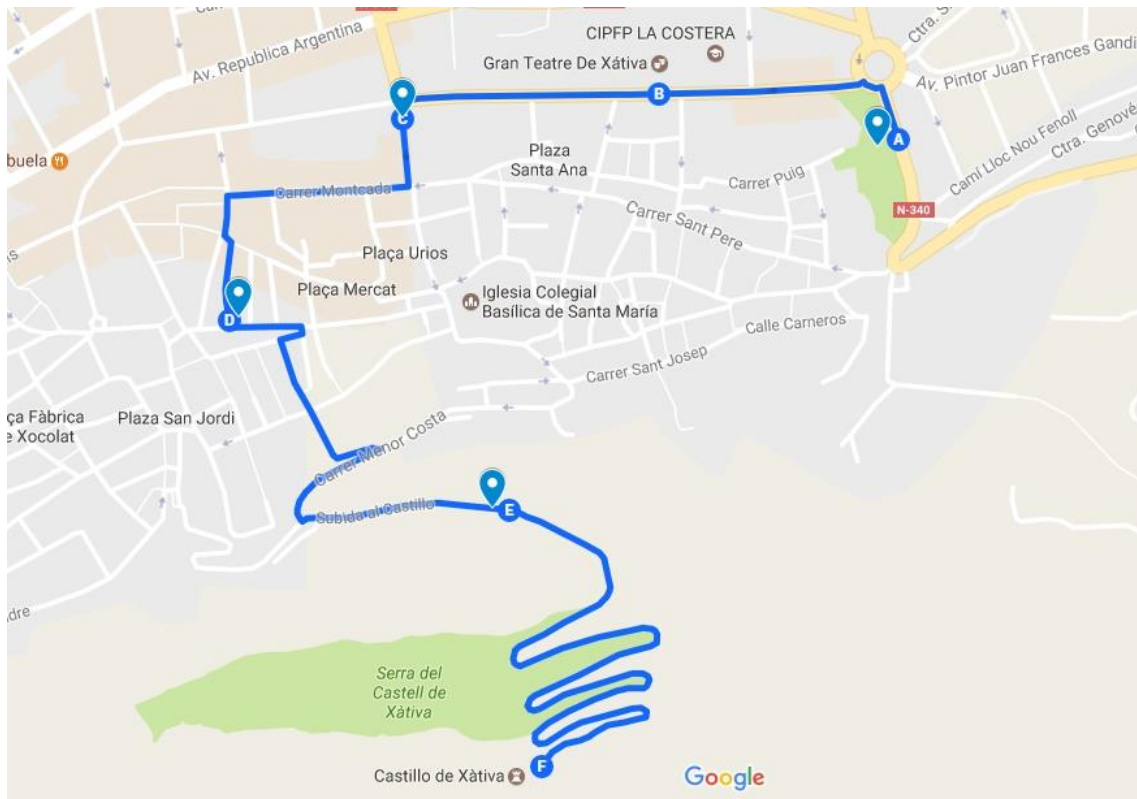 CIPFP LA COSTERA
Ctra. S
Av. Republica Argentina
Gran Teatre De Xátiva
Av. Pintor Juan Frances Gandi
B
C
A
Camí Lloc Nou Fenoll
Ctra. Genové
buela
Plaza
Santa Ana
Carrer Puig
Carrer Montcada
Carrer Sant Pere
N-340
Plaça Urios
Plaça Mercat
Iglesia Colegial
Basílica de Santa María
D
Calle Carneros
Carrer Sant Josep
ça Fàbrica
e Xocolat
Plaza San Jordi
Carrer Menor Costa
Subida al Castillo
E
dre
Serra del
Castell de
Xàtiva
Castillo de Xàtiva
F
Google